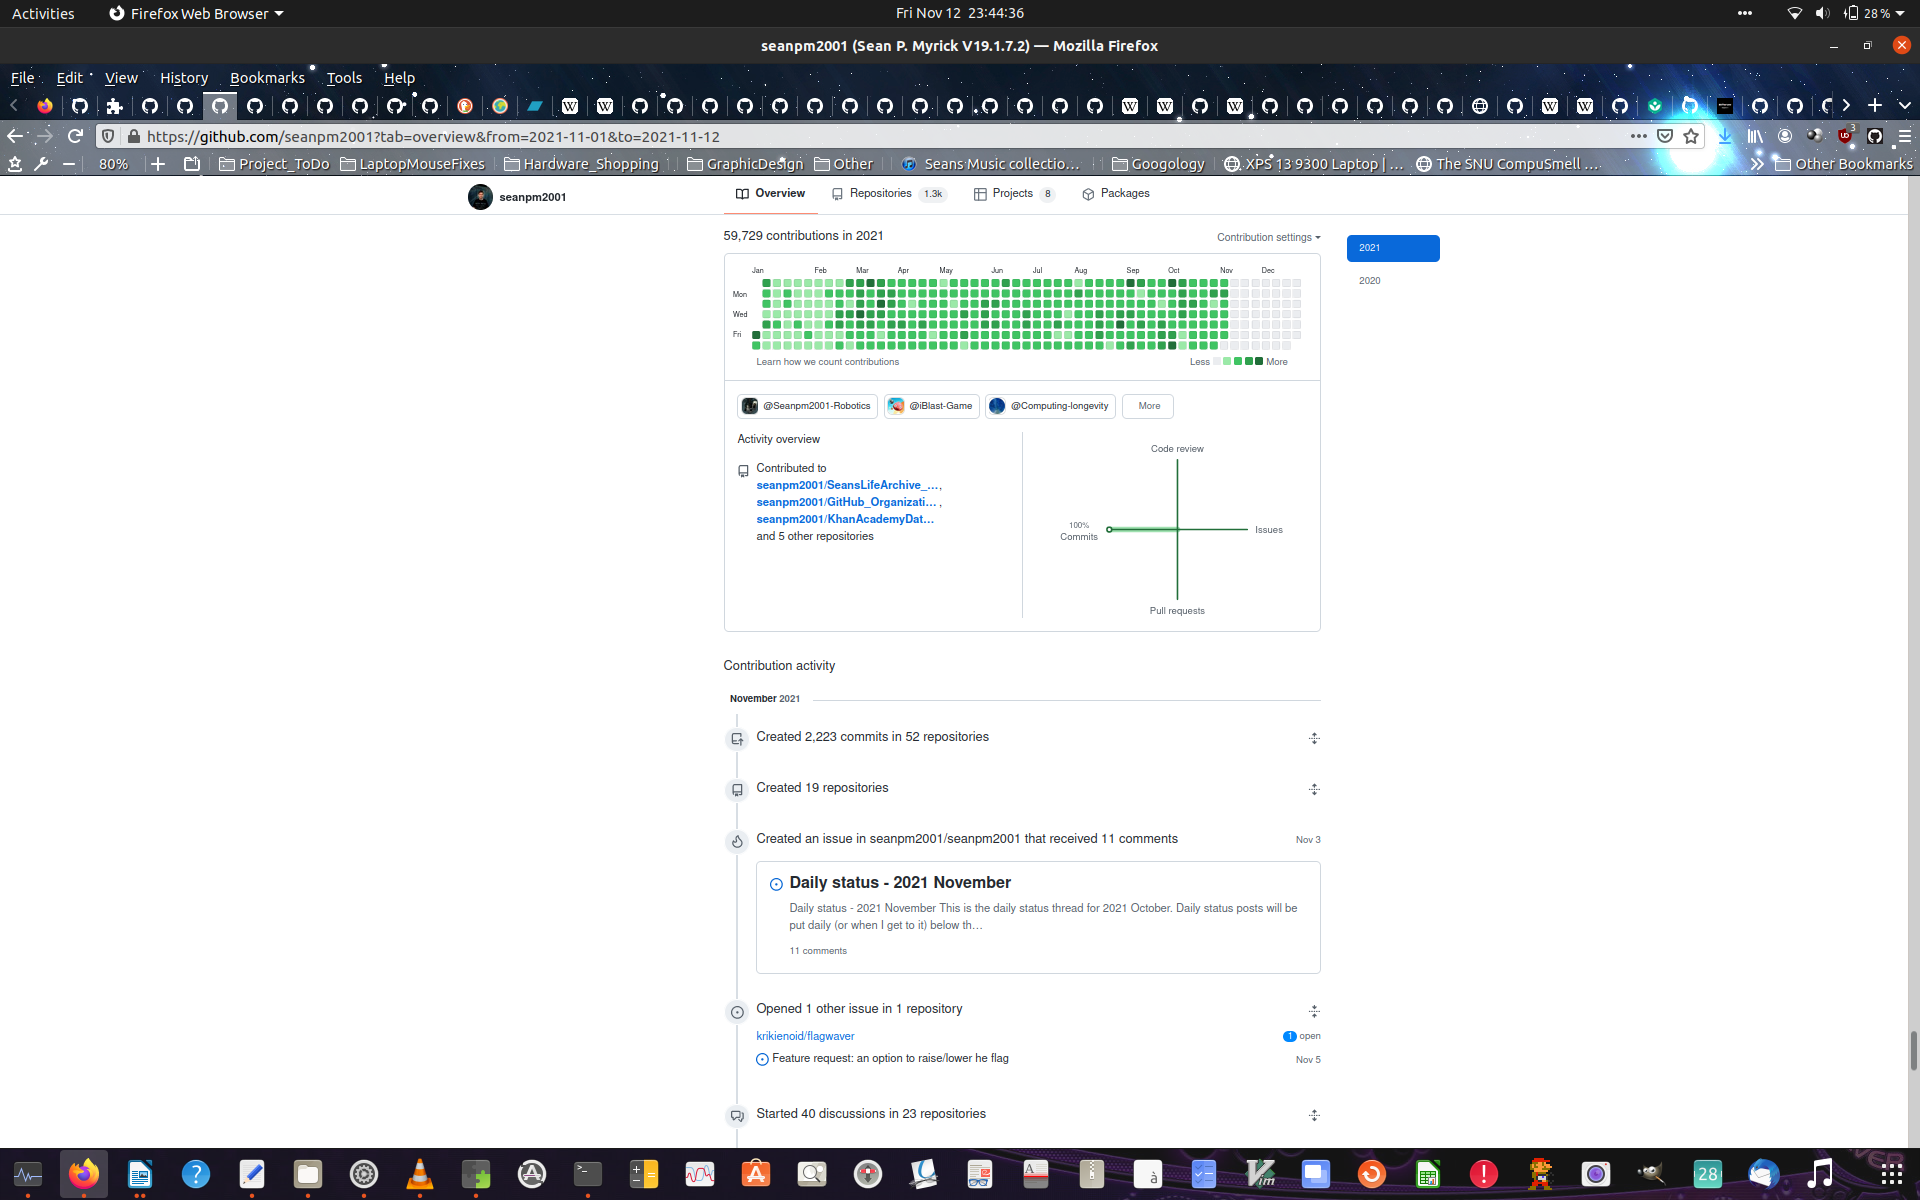 Activities
Firefox Web Browser
Fri Nov 12 23:44:36
28 %
seanpm2001 (Sean P. Myrick V19.1.7.2) — Mozilla Firefox
File Edit View History Bookmarks Tools Help
https://github.com/seanpm2001?tab=overview&from=2021-11-01&to=2021-11-12
3
80%
Project_ToDo
LaptopMouseFixes
Hardware_Shopping
GraphicDesign
Other
Seans Music collectio…
Googology
XPS 13 9300 Laptop | …
The SNU CompuSmell …
Other Bookmarks
seanpm2001
Overview
Repositories 1.3k
Projects 8
Packages
59,729 contributions in 2021
Contribution settings
2021
2020
Jan Feb Mar Apr May Jun Jul Aug Sep Oct Nov Dec
Mon
Wed
Fri
Learn how we count contributions
Less More
@Seanpm2001-Robotics
@iBlast-Game
@Computing-longevity
More
Activity overview
Contributed to
seanpm2001/SeansLifeArchive_…,
seanpm2001/GitHub_Organizati…,
seanpm2001/KhanAcademyDat…
and 5 other repositories
Code review
100%
Commits
Issues
Pull requests
Contribution activity
November 2021
Created 2,223 commits in 52 repositories
Created 19 repositories
Created an issue in seanpm2001/seanpm2001 that received 11 comments
Nov 3
Daily status - 2021 November
Daily status - 2021 November This is the daily status thread for 2021 October. Daily status posts will be
put daily (or when I get to it) below th…
11 comments
Opened 1 other issue in 1 repository
krikienoid/flagwaver
1 open
Feature request: an option to raise/lower he flag
Nov 5
Started 40 discussions in 23 repositories
28